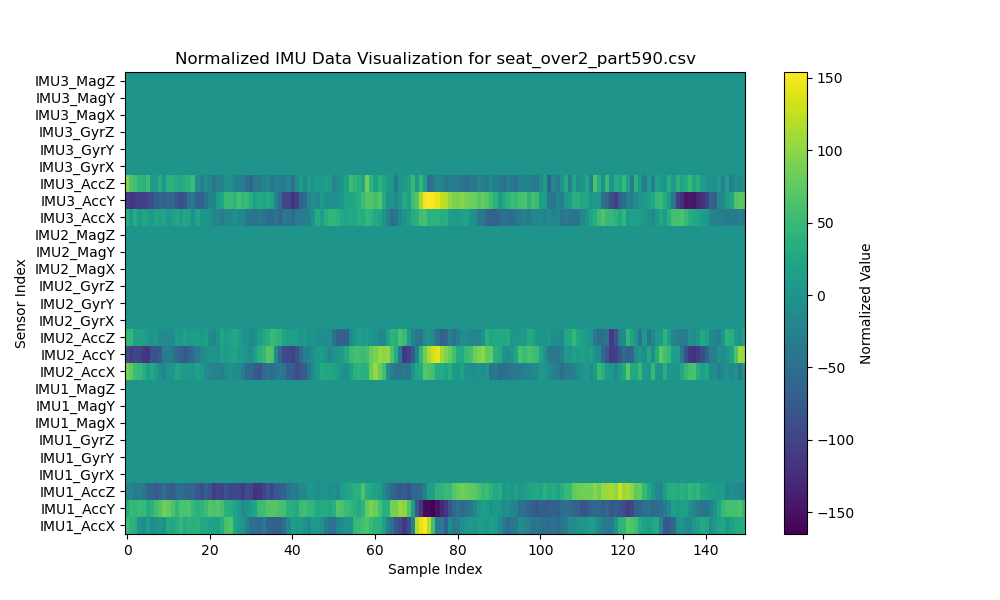 Normalized IMU Data Visualization for seat_over2_part590.csv
IMU3_MagZ
IMU3_MagY
IMU3_MagX
IMU3_GyrZ
IMU3_GyrY
IMU3_GyrX
IMU3_AccZ
IMU3_AccY
IMU3_AccX
IMU2_MagZ
IMU2_MagY
IMU2_MagX
IMU2_GyrZ
IMU2_GyrY
IMU2_GyrX
IMU2_AccZ
IMU2_AccY
IMU2_AccX
IMU1_MagZ
IMU1_MagY
IMU1_MagX
IMU1_GyrZ
IMU1_GyrY
IMU1_GyrX
IMU1_AccZ
IMU1_AccY
IMU1_AccX
Sensor Index
0 20 40 60 80 100 120 140
Sample Index
150
100
50
0
−50
−100
−150
Normalized Value